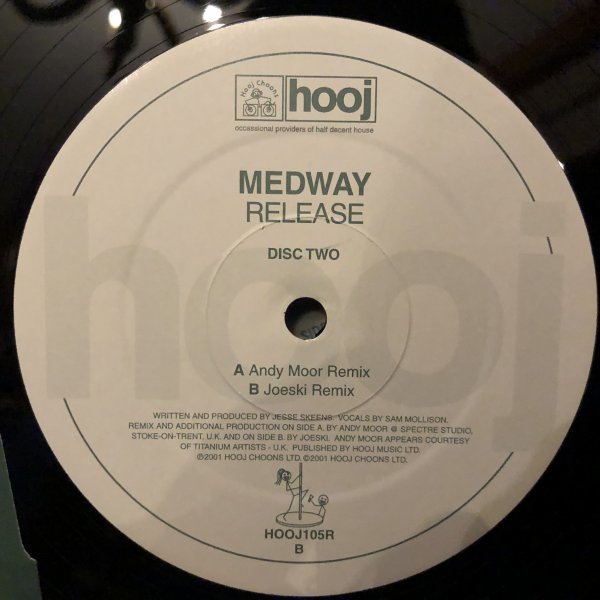 Hooj Choons
hooj
occassional providers of half decent house
MEDWAY
RELEASE
DISC TWO
hooj
A Andy Moor Remix
B Joeski Remix
WRITTEN AND PRODUCED BY JESSE SKEENS. VOCALS BY SAM MOLLISON.
REMIX AND ADDITIONAL PRODUCTION ON SIDE A. BY ANDY MOOR @ SPECTRE STUDIO,
STOKE-ON-TRENT, U.K. AND ON SIDE B. BY JOESKI. ANDY MOOR APPEARS COURTESY
OF TITANIUM ARTISTS - U.K. PUBLISHED BY HOOJ MUSIC LTD.
℗2001 HOOJ CHOONS LTD. ©2001 HOOJ CHOONS LTD.
HOOJ105R
B